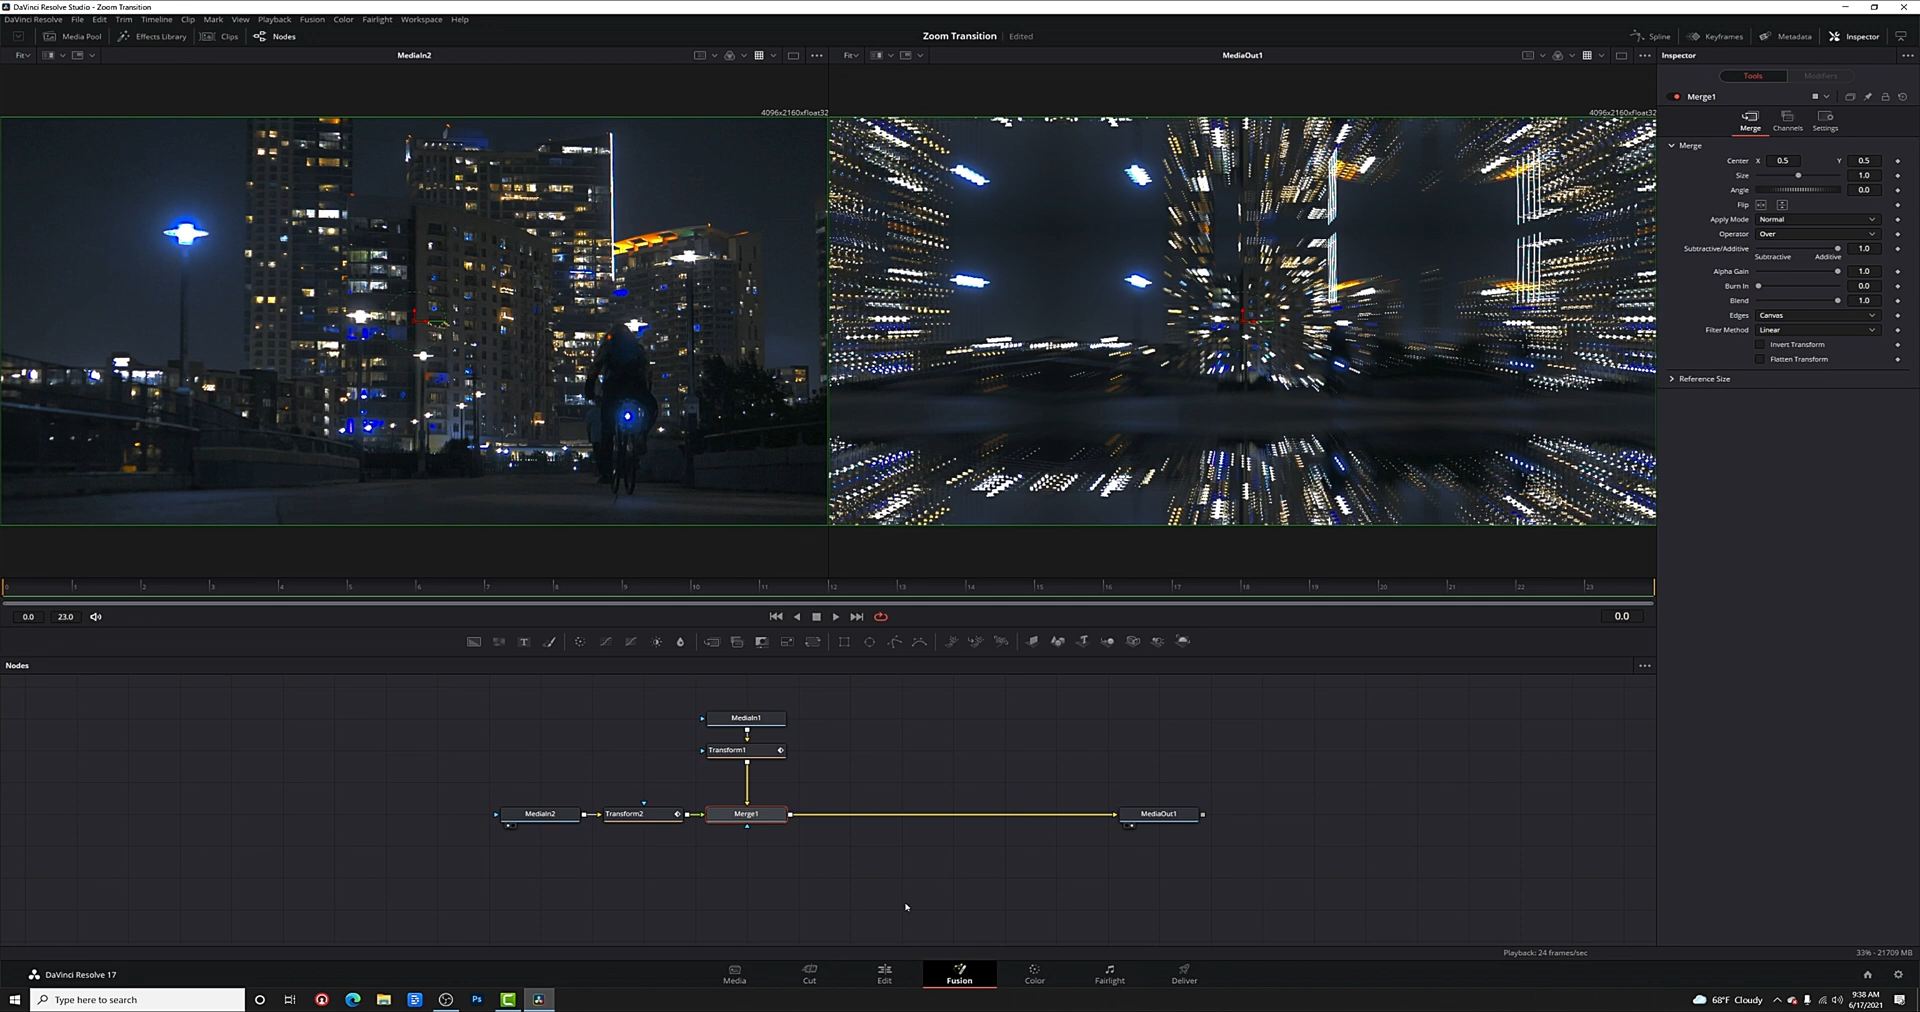 DaVinci Resolve Studio - Zoom Transition
DaVinci Resolve File Edit Trim Timeline Clip Mark View Playback Fusion Color Fairlight Workspace Help
Media Pool Effects Library Clips Nodes Zoom Transition Edited Spline Keyframes Metadata Inspector
Fit MediaIn2 Fit MediaOut1 Inspector
Tools Modifiers
Merge1
4096x2160xfloat32 4096x2160xfloat32
Merge Channels Settings
Merge
Center X 0.5 Y 0.5
Size 1.0
Angle 0.0
Flip
Apply Mode Normal
Operator Over
Subtractive/Additive 1.0
Subtractive Additive
Alpha Gain 1.0
Burn In 0.0
Blend 1.0
Edges Canvas
Filter Method Linear
Invert Transform
Flatten Transform
Reference Size
0 1 2 3 4 5 6 7 8 9 10 11 12 13 14 15 16 17 18 19 20 21 22 23
0.0 23.0 0.0
T
Nodes
MediaIn1
Transform1
MediaIn2 Transform2 Merge1 MediaOut1
Playback: 24 frames/sec 33% - 21709 MB
DaVinci Resolve 17 Media Cut Edit Fusion Color Fairlight Deliver
Type here to search Ps 68°F Cloudy 9:38 AM
6/17/2021